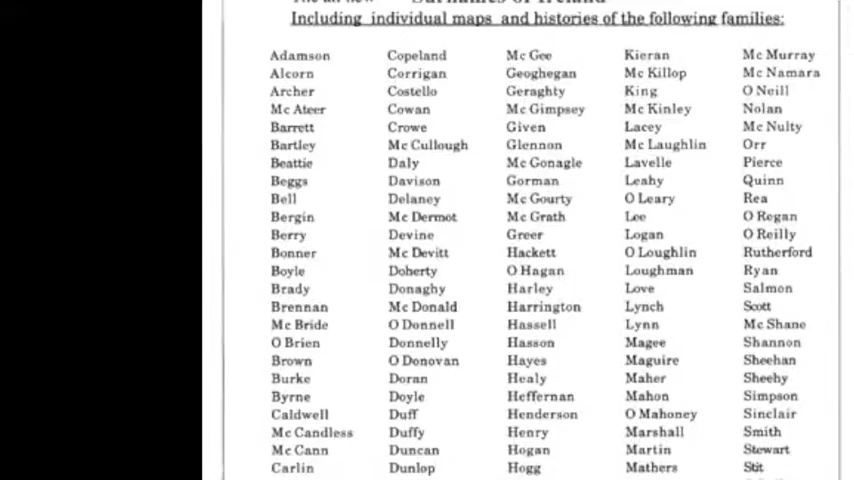 Including individual maps and histories of the following families:
Adamson Copeland Mc Gee Kieran Mc Murray
Alcorn Corrigan Geoghegan Mc Killop Mc Namara
Archer Costello Geraghty King O Neill
Mc Ateer Cowan Mc Gimpsey Mc Kinley Nolan
Barrett Crowe Given Lacey Mc Nulty
Bartley Mc Cullough Glennon Mc Laughlin Orr
Beattie Daly Mc Gonagle Lavelle Pierce
Beggs Davison Gorman Leahy Quinn
Bell Delaney Mc Gourty O Leary Rea
Bergin Mc Dermot Mc Grath Lee O Regan
Berry Devine Greer Logan O Reilly
Bonner Mc Devitt Hackett O Loughlin Rutherford
Boyle Doherty O Hagan Loughman Ryan
Brady Donaghy Harley Love Salmon
Brennan Mc Donald Harrington Lynch Scott
Mc Bride O Donnell Hassell Lynn Mc Shane
O Brien Donnelly Hasson Magee Shannon
Brown O Donovan Hayes Maguire Sheehan
Burke Doran Healy Maher Sheehy
Byrne Doyle Heffernan Mahon Simpson
Caldwell Duff Henderson O Mahoney Sinclair
Mc Candless Duffy Henry Marshall Smith
Mc Cann Duncan Hogan Martin Stewart
Carlin Dunlop Hogg Mathers Stit